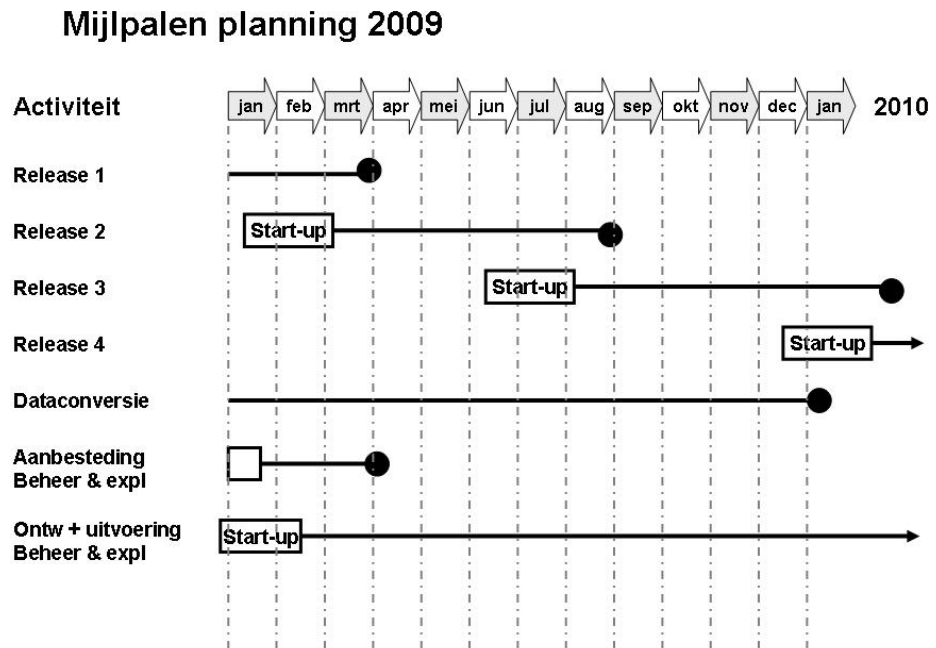 Mijlpalen planning 2009
Activiteit jan feb mrt apr mei jun jul aug sep okt nov dec jan 2010
Release 1
Release 2 Start-up
Release 3 Start-up
Release 4 Start-up
Dataconversie
Aanbesteding
Beheer & expl
Ontw + uitvoering
Beheer & expl Start-up